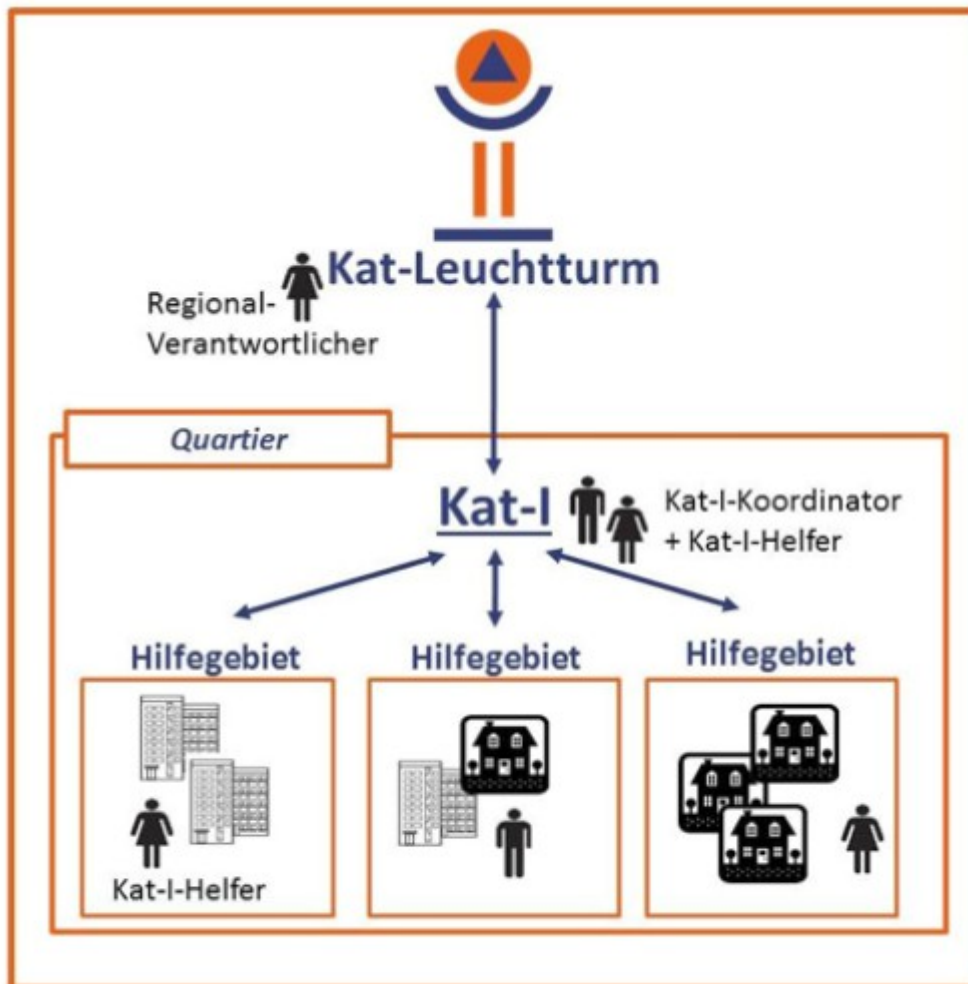 Kat-Leuchtturm
Regional-
Verantwortlicher
Quartier
Kat-I
Kat-I-Koordinator
+ Kat-I-Helfer
Hilfegebiet
Hilfegebiet
Hilfegebiet
Kat-I-Helfer